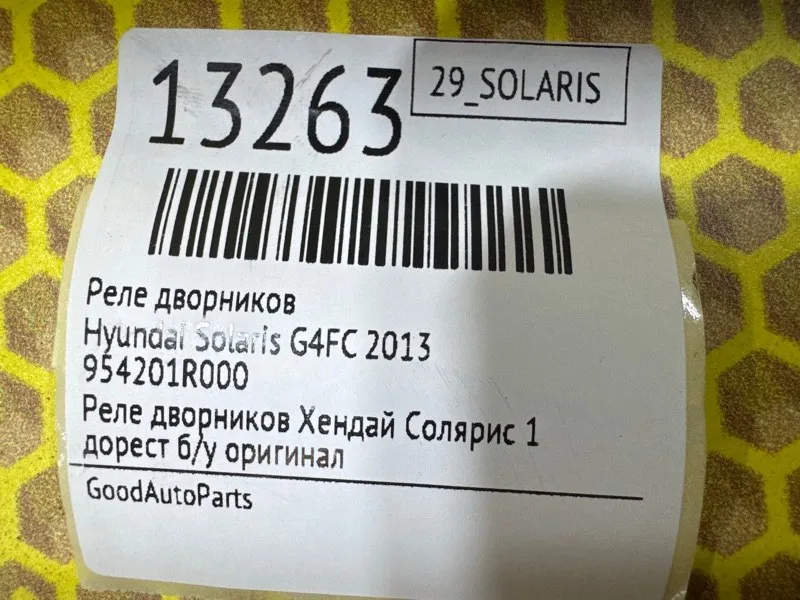 13263
29_SOLARIS
Реле дворников
Hyundai Solaris G4FC 2013
954201R000
Реле дворников Хендай Солярис 1
дорест б/у оригинал
GoodAutoParts